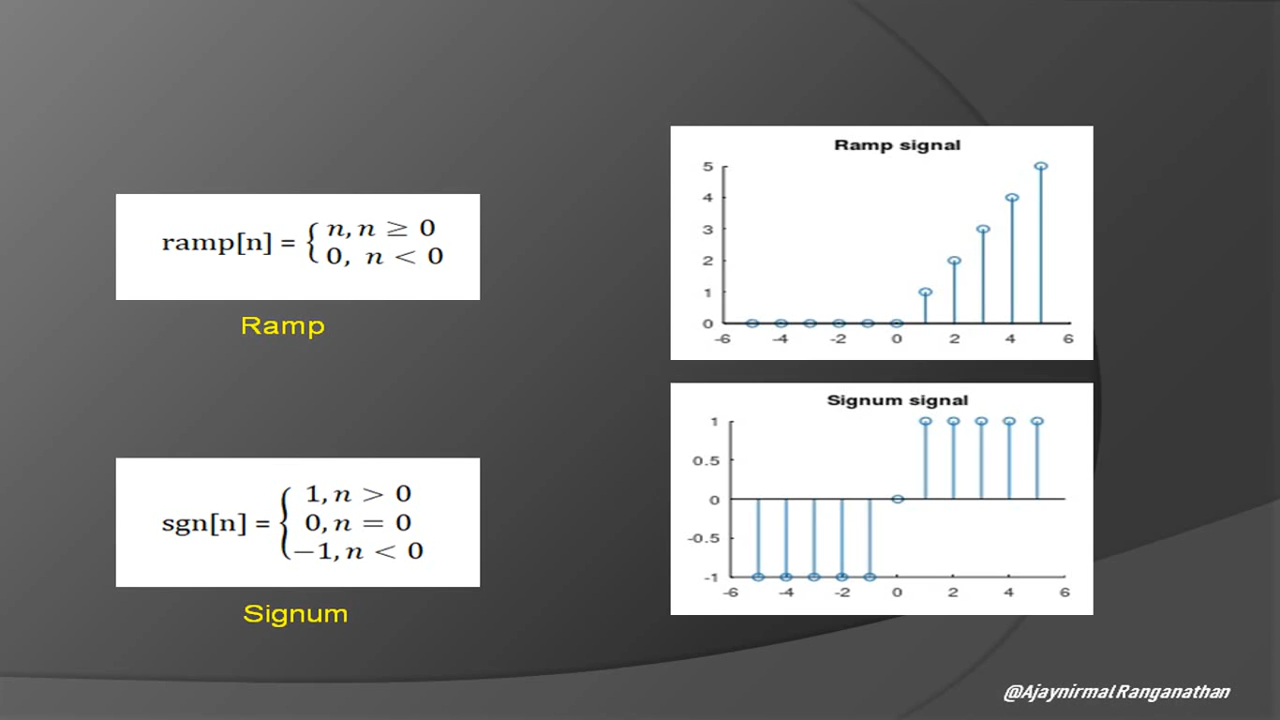 ramp[n] = { n, n ≥ 0
0, n < 0
Ramp
Ramp signal
5
4
3
2
1
0
-6 -4 -2 0 2 4 6
sgn[n] = { 1, n > 0
0, n = 0
−1, n < 0
Signum
Signum signal
1
0.5
0
-0.5
-1
-6 -4 -2 0 2 4 6
@Ajaynirmal Ranganathan